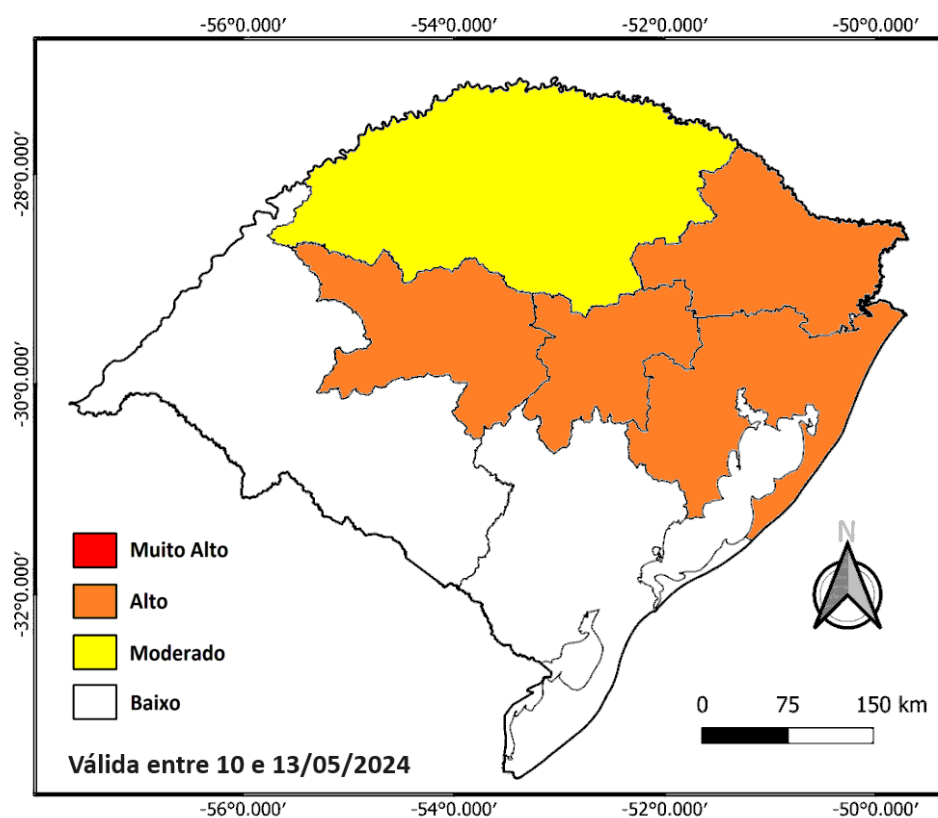 -56°0.000′ -54°0.000′ -52°0.000′ -50°0.000′
-28°0.000′
-30°0.000′
-32°0.000′
Muito Alto
Alto
Moderado
Baixo
Válida entre 10 e 13/05/2024
N
0 75 150 km
-56°0.000′ -54°0.000′ -52°0.000′ -50°0.000′